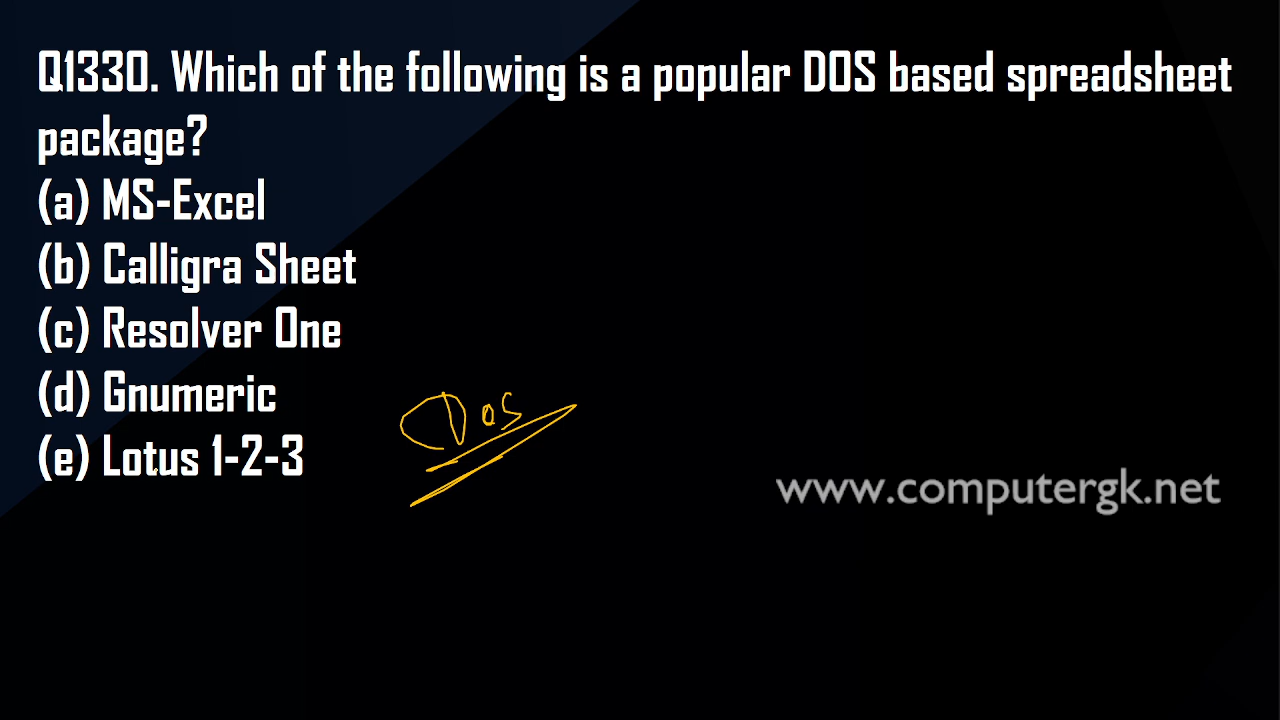 Q1330. Which of the following is a popular DOS based spreadsheet
package?
(a) MS-Excel
(b) Calligra Sheet
(c) Resolver One
(d) Gnumeric
(e) Lotus 1-2-3
Dos
www.computergk.net